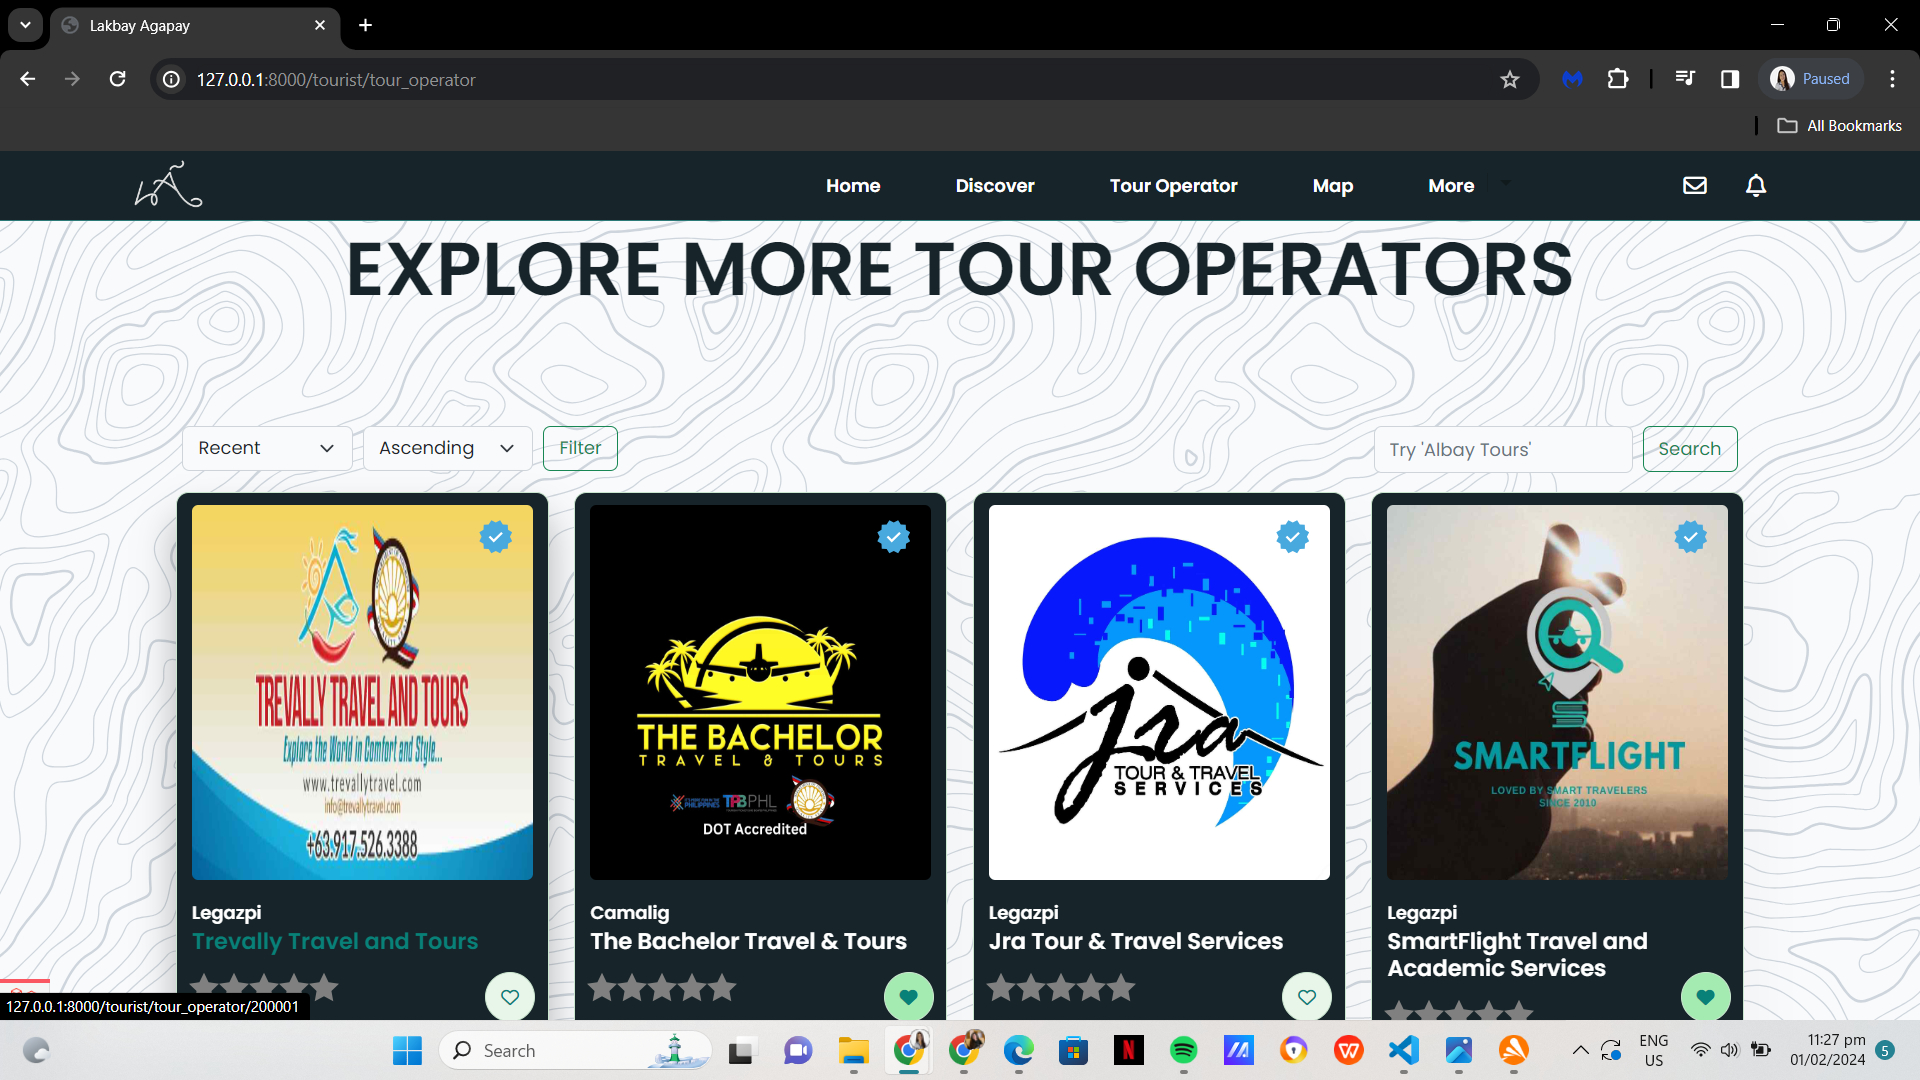 Lakbay Agapay
127.0.0.1:8000/tourist/tour_operator
Paused
All Bookmarks
Home
Discover
Tour Operator
Map
More
EXPLORE MORE TOUR OPERATORS
Recent
Ascending
Filter
Try 'Albay Tours'
Search
TREVALLY TRAVEL AND TOURS
Explore the World in Comfort and Style...
www.trevallytravel.com
info@trevallytravel.com
+63.917.526.3388
Legazpi
Trevally Travel and Tours
THE BACHELOR
TRAVEL & TOURS
PHILIPPINES
TPBPHL
DOT Accredited
Camalig
The Bachelor Travel & Tours
jra
TOUR & TRAVEL
SERVICES
Legazpi
Jra Tour & Travel Services
SMARTFLIGHT
LOVED BY SMART TRAVELERS
SINCE 2010
Legazpi
SmartFlight Travel and
Academic Services
127.0.0.1:8000/tourist/tour_operator/200001
Search
ENG
US
11:27 pm
01/02/2024
5